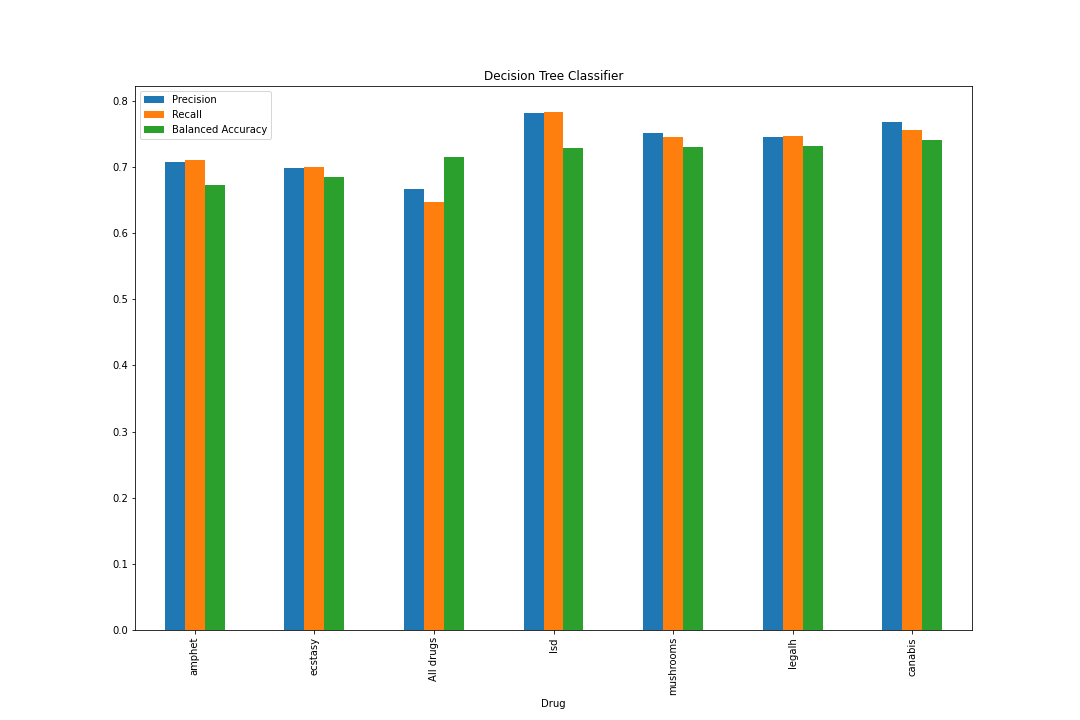 Decision Tree Classifier
Precision
Recall
Balanced Accuracy
0.8
0.7
0.6
0.5
0.4
0.3
0.2
0.1
0.0
amphet
ecstasy
All drugs
lsd
mushrooms
legalh
canabis
Drug